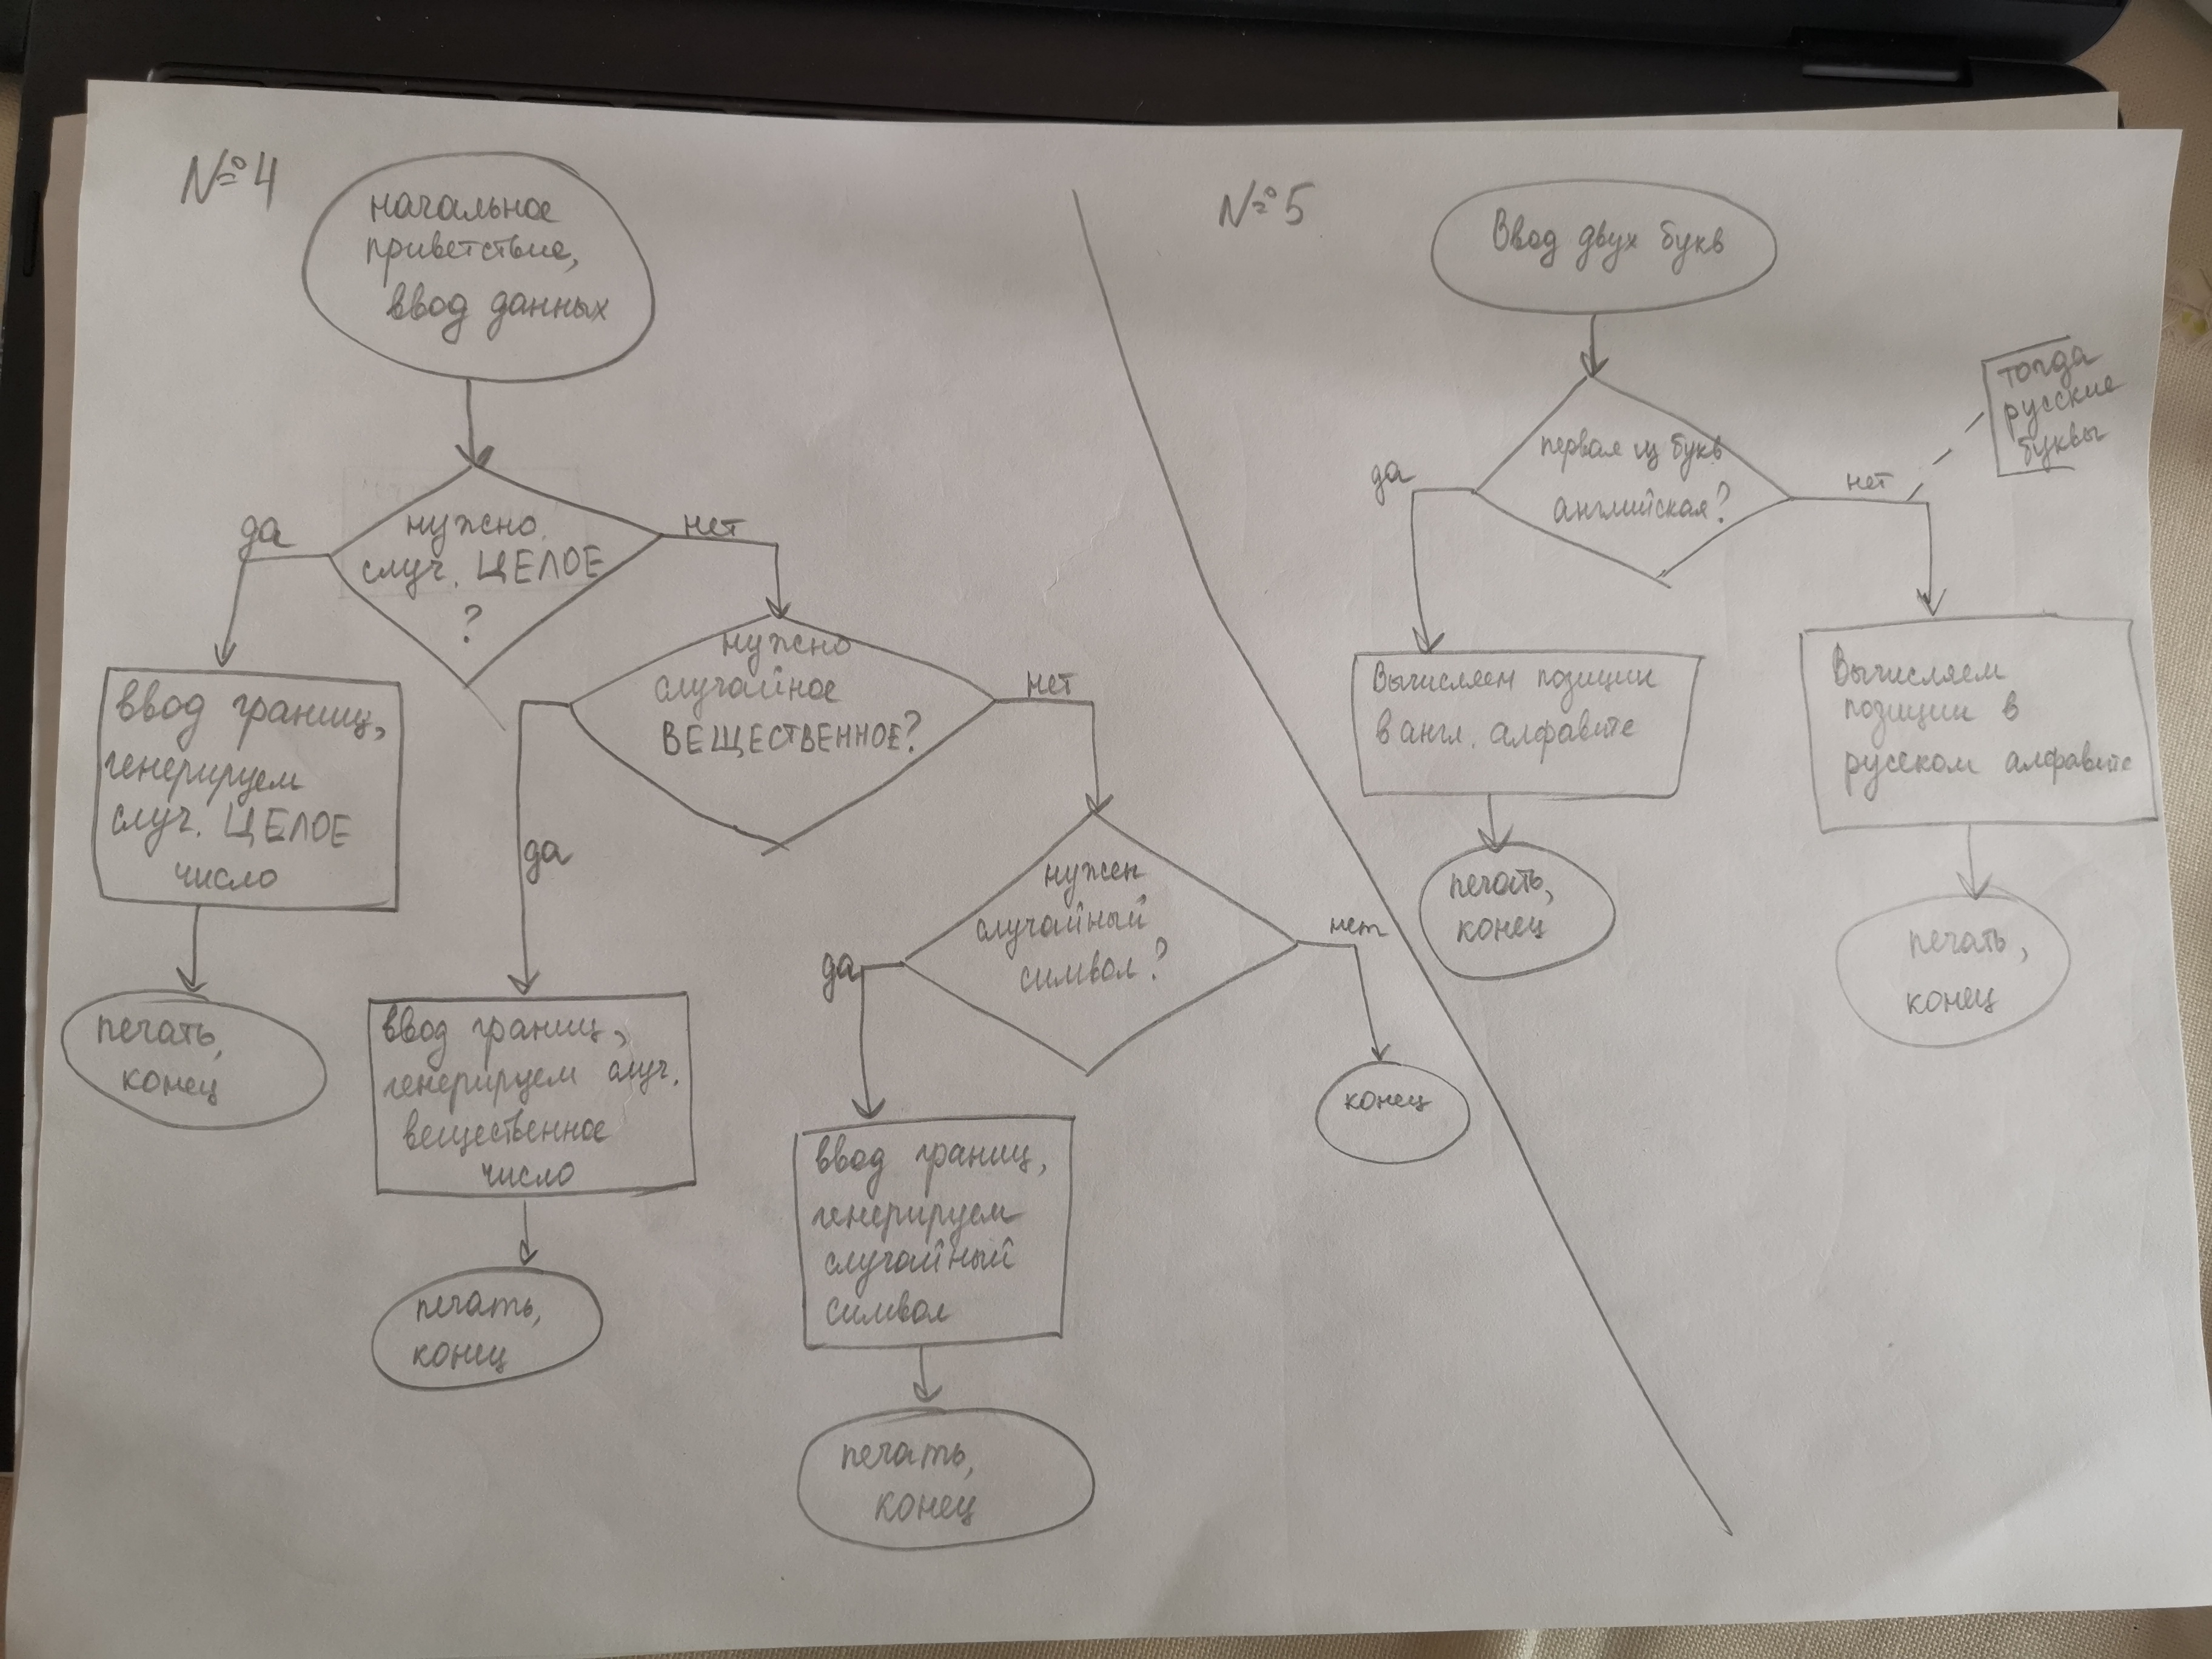 №4
начальное
приветствие,
ввод данных
нужно
случ. ЦЕЛОЕ
?
да
нет
ввод границ,
генерируем
случ. ЦЕЛОЕ
число
печать,
конец
нужно
случайное
ВЕЩЕСТВЕННОЕ?
да
нет
ввод границ,
генерируем случ.
вещественное
число
печать,
конец
нужен
случайный
символ?
да
нет
ввод границ,
генерируем
случайный
символ
печать,
конец
конец
№5
Ввод двух букв
первая из букв
английская?
да
нет
тогда
русские
буквы
Вычисляем позиции
в англ. алфавите
печать,
конец
Вычисляем
позиции в
русском алфавите
печать,
конец